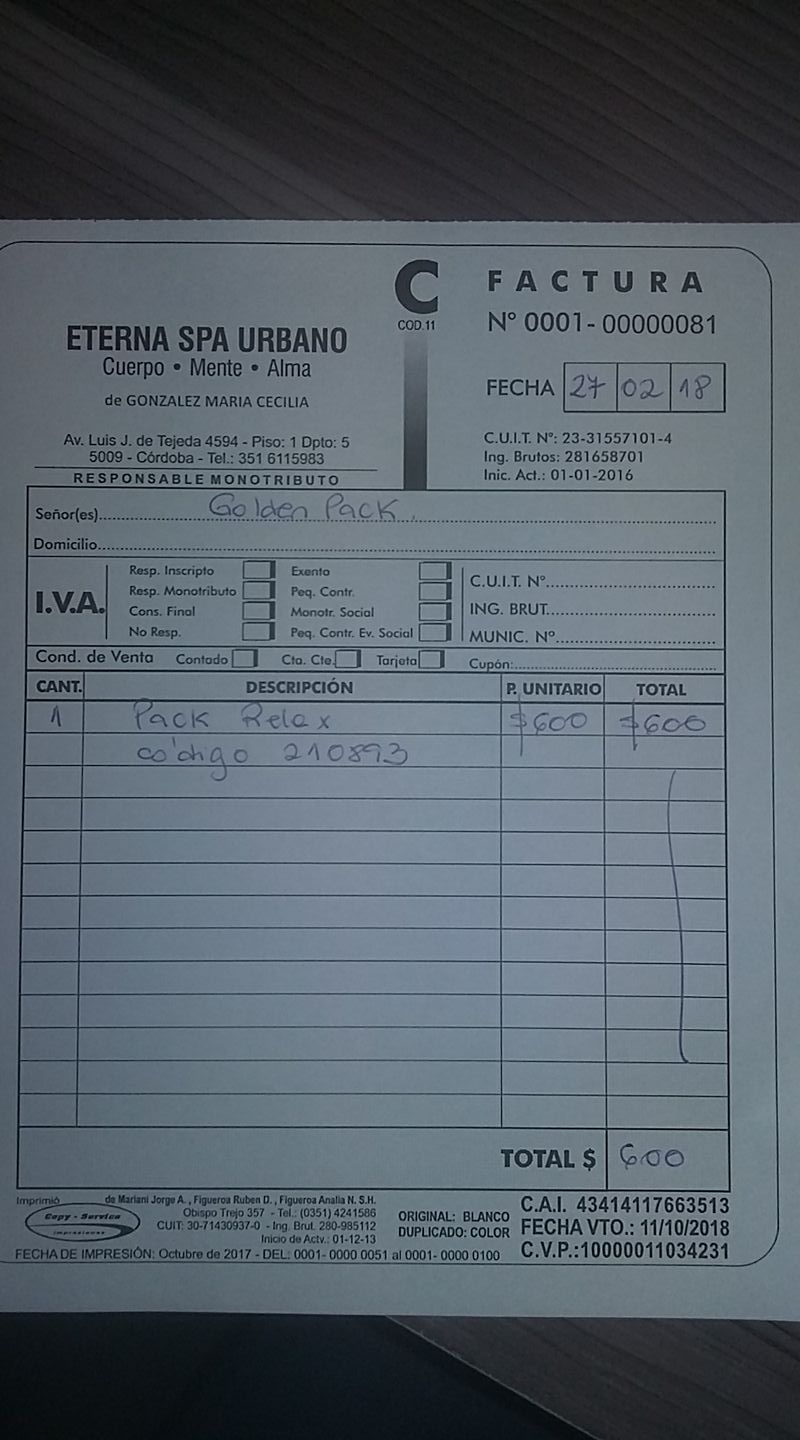 C
COD.11
FACTURA
N° 0001- 00000081
ETERNA SPA URBANO
Cuerpo • Mente • Alma
de GONZALEZ MARIA CECILIA
FECHA 27 02 18
Av. Luis J. de Tejeda 4594 - Piso: 1 Dpto: 5
5009 - Córdoba - Tel.: 351 6115983
RESPONSABLE MONOTRIBUTO
C.U.I.T. N°: 23-31557101-4
Ing. Brutos: 281658701
Inic. Act.: 01-01-2016
Señor(es) Golden Pack.
Domicilio
I.V.A.
Resp. Inscripto Exento
Resp. Monotributo Peq. Contr.
Cons. Final Monotr. Social
No Resp. Peq. Contr. Ev. Social
C.U.I.T. N°
ING. BRUT.
MUNIC. N°
Cond. de Venta Contado Cta. Cte. Tarjeta Cupón:
CANT. DESCRIPCIÓN P. UNITARIO TOTAL
1 Pack Relax $600 $600
código 210893
TOTAL $ 600
Imprimió
Copy - Service
impresiones
de Mariani Jorge A. , Figueroa Ruben D. , Figueroa Analia N. S.H.
Obispo Trejo 357 - Tel.: (0351) 4241586
CUIT: 30-71430937-0 - Ing. Brut. 280-985112
Inicio de Actv.: 01-12-13
ORIGINAL: BLANCO
DUPLICADO: COLOR
C.A.I. 43414117663513
FECHA VTO.: 11/10/2018
C.V.P.:10000011034231
FECHA DE IMPRESIÓN: Octubre de 2017 - DEL: 0001- 0000 0051 al 0001- 0000 0100